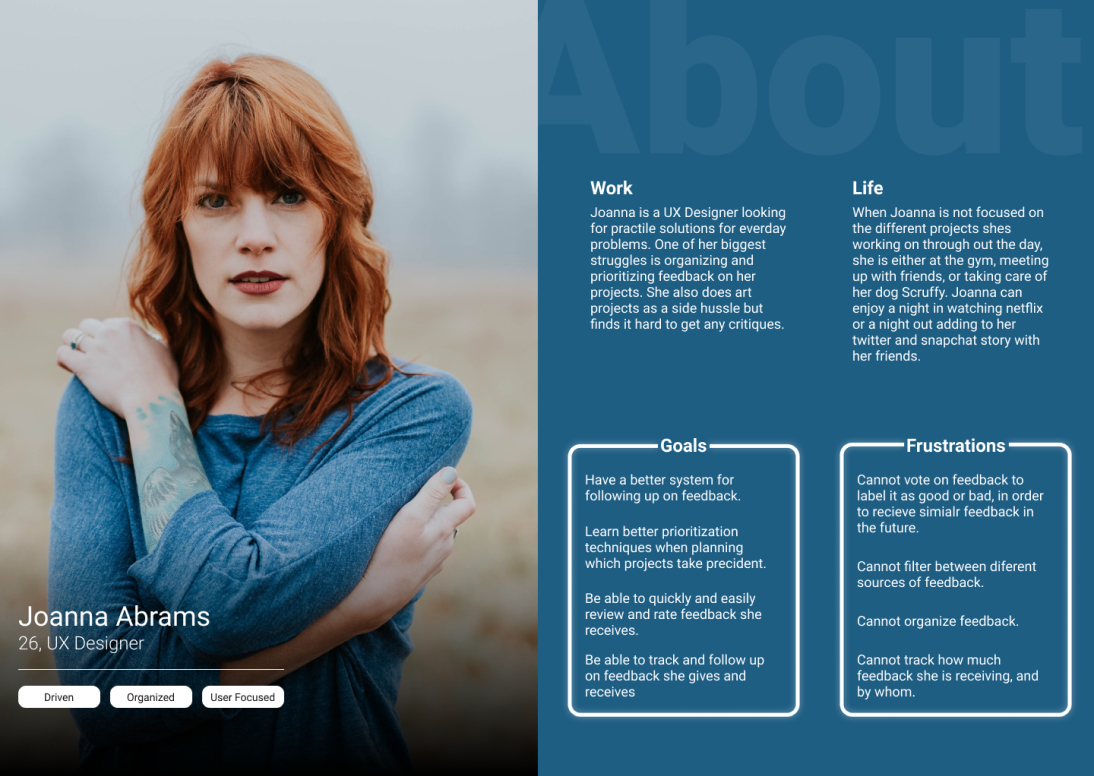 About
Joanna Abrams
26, UX Designer
Driven
Organized
User Focused
Work
Joanna is a UX Designer looking
for practile solutions for everday
problems. One of her biggest
struggles is organizing and
prioritizing feedback on her
projects. She also does art
projects as a side hussle but
finds it hard to get any critiques.
Life
When Joanna is not focused on
the different projects shes
working on through out the day,
she is either at the gym, meeting
up with friends, or taking care of
her dog Scruffy. Joanna can
enjoy a night in watching netflix
or a night out adding to her
twitter and snapchat story with
her friends.
Goals
Have a better system for
following up on feedback.
Learn better prioritization
techniques when planning
which projects take precident.
Be able to quickly and easily
review and rate feedback she
receives.
Be able to track and follow up
on feedback she gives and
receives
Frustrations
Cannot vote on feedback to
label it as good or bad, in order
to recieve simialr feedback in
the future.
Cannot filter between diferent
sources of feedback.
Cannot organize feedback.
Cannot track how much
feedback she is receiving, and
by whom.